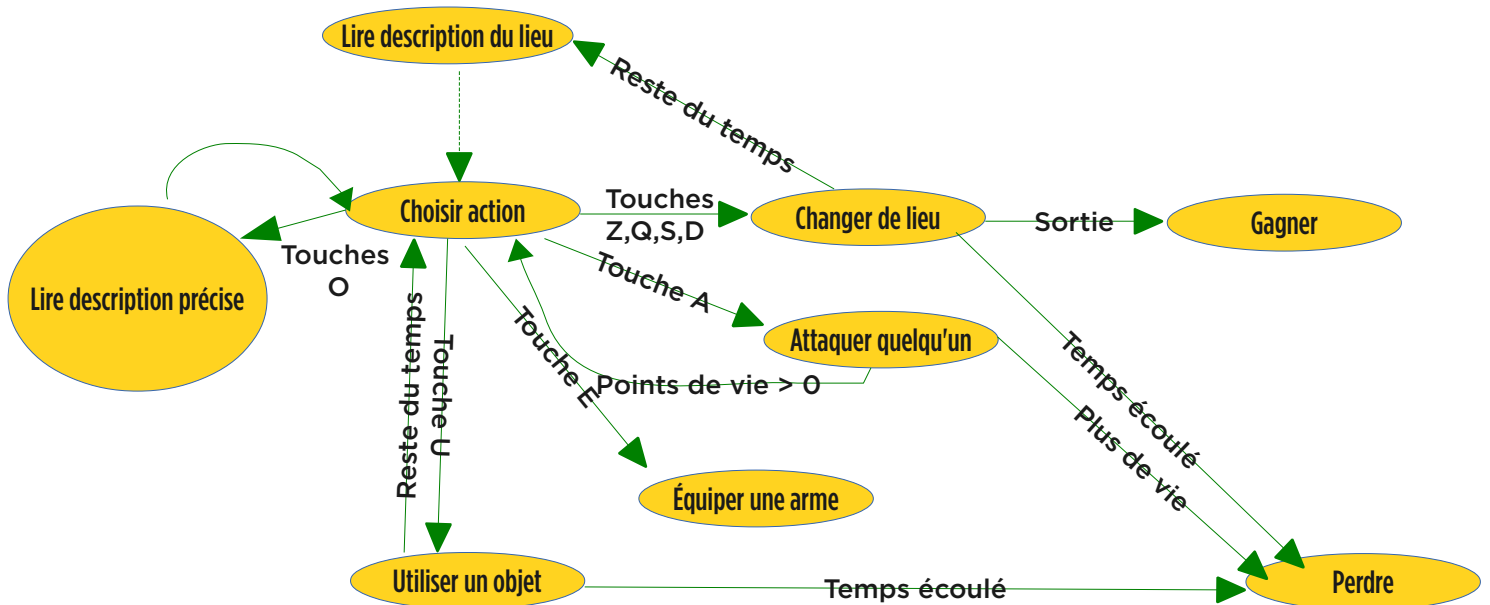 Lire description du lieu
Reste du temps
Choisir action
Touches
Z,Q,S,D
Changer de lieu
Sortie
Gagner
Touches
O
Lire description précise
Touche A
Attaquer quelqu'un
Touche E
Points de vie > 0
Reste du temps
Touche U
Temps écoulé
Plus de vie
Équiper une arme
Utiliser un objet
Temps écoulé
Perdre